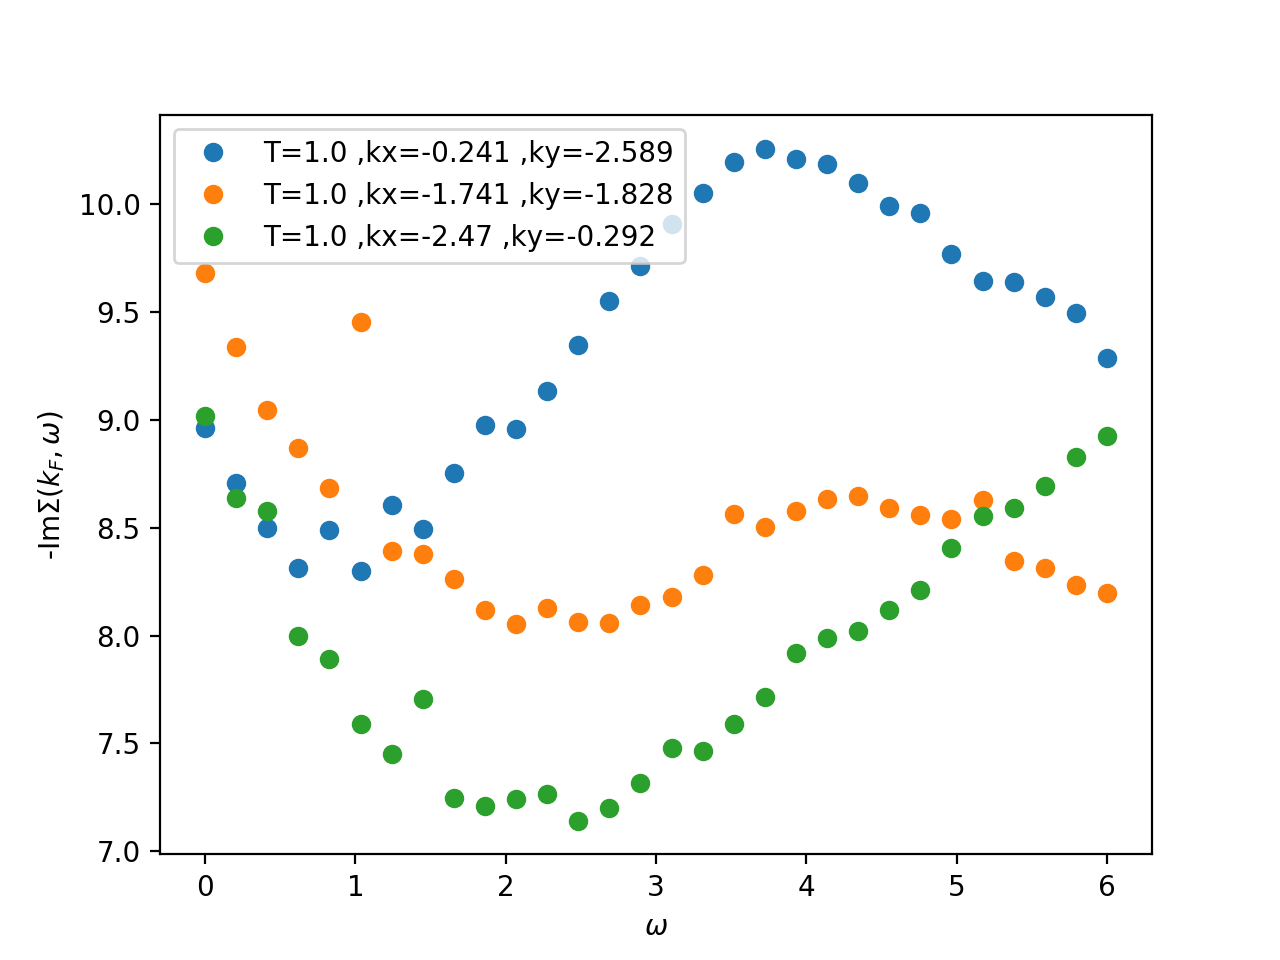 T=1.0 ,kx=-0.241 ,ky=-2.589
T=1.0 ,kx=-1.741 ,ky=-1.828
T=1.0 ,kx=-2.47 ,ky=-0.292
10.0
9.5
9.0
8.5
8.0
7.5
7.0
-ImΣ(k_F, ω)
0 1 2 3 4 5 6
ω